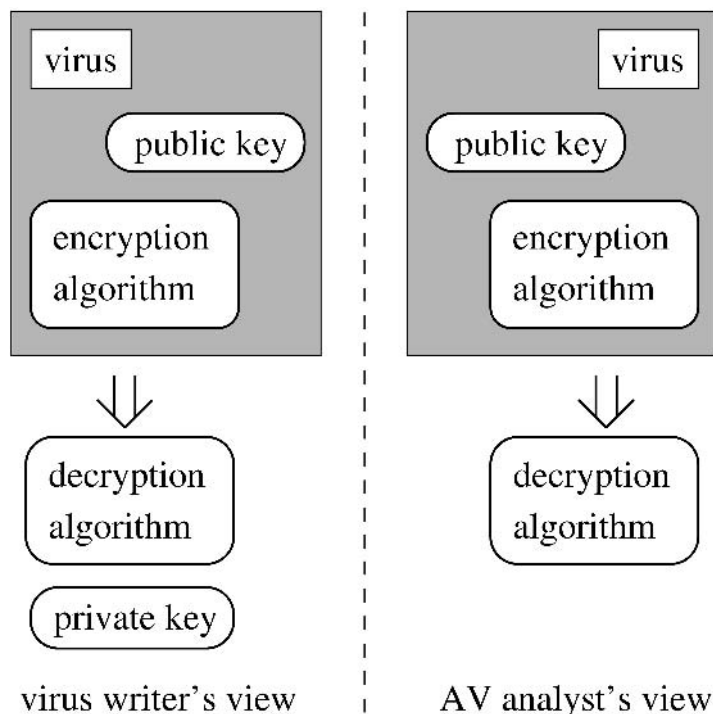 virus
public key
encryption
algorithm
decryption
algorithm
private key
virus writer's view
virus
public key
encryption
algorithm
decryption
algorithm
AV analyst's view